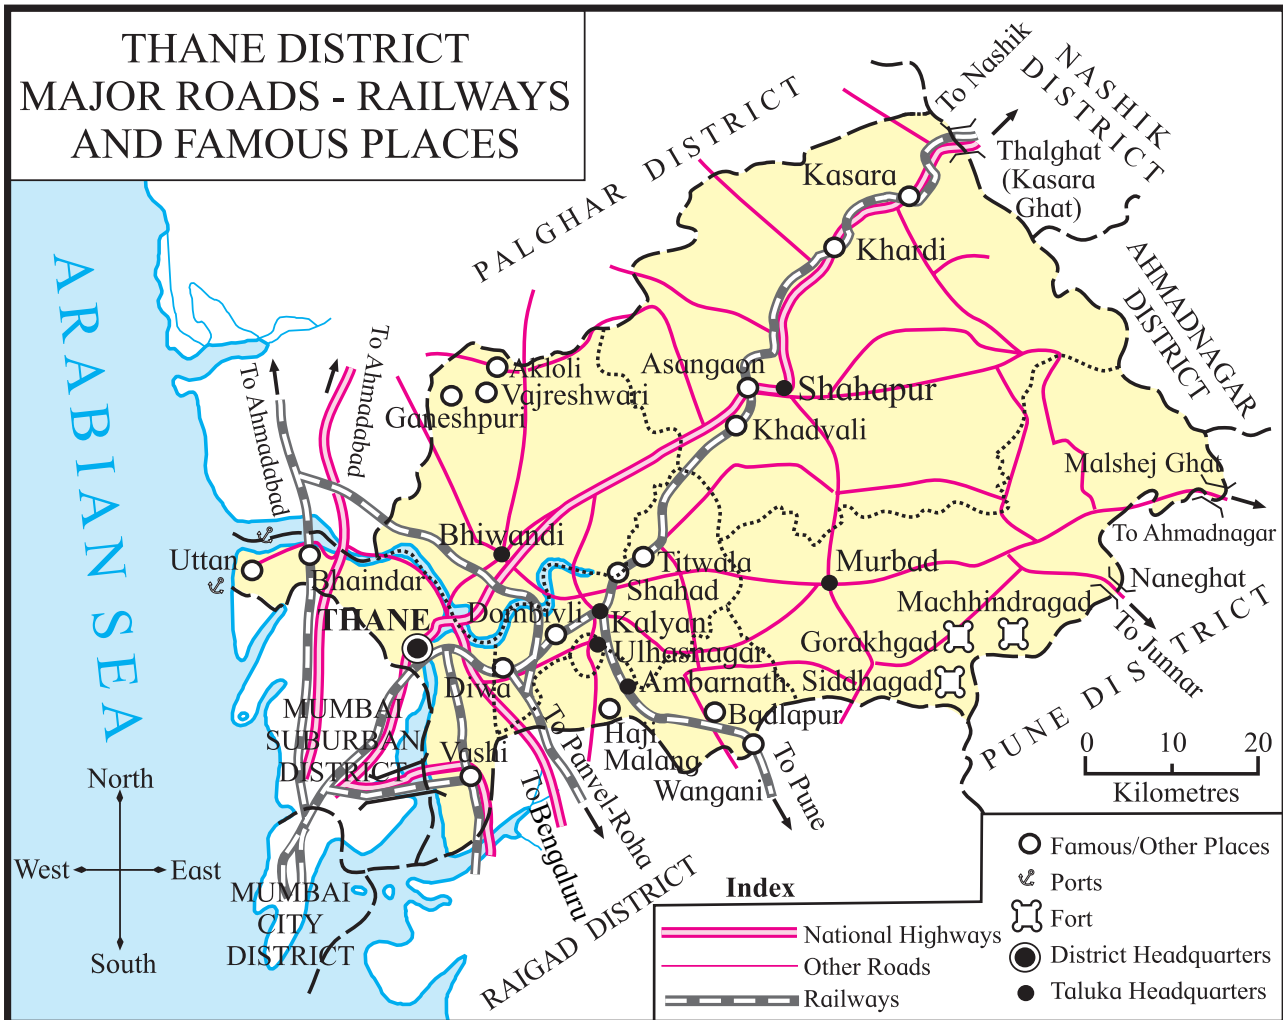 THANE DISTRICT
MAJOR ROADS - RAILWAYS
AND FAMOUS PLACES
To Nashik
NASHIK
DISTRICT
PALGHAR DISTRICT
Thalghat
(Kasara
Ghat)
Kasara
Khardi
AHMADNAGAR
DISTRICT
ARABIAN SEA
To Ahmadabad
To Ahmadabad
Akloli
Vajreshwari
Ganeshpuri
Asangaon
Shahapur
Khadvali
Malshej Ghat
To Ahmadnagar
Bhiwandi
Uttan
Bhaindar
Titwala
Shahad
Murbad
Naneghat
THANE
Dombivli
Kalyan
Machhindragad
Gorakhgad
Ulhasnagar
To Junnar
Diwa
Ambarnath
Siddhagad
MUMBAI
SUBURBAN
DISTRICT
Badlapur
Haji
Malang
Vashi
Wangani
To Pune
PUNE DISTRICT
To Panvel-Roha
To Bengaluru
RAIGAD DISTRICT
0 10 20
Kilometres
North
West East
South
MUMBAI
CITY
DISTRICT
Index
National Highways
Other Roads
Railways
Famous/Other Places
Ports
Fort
District Headquarters
Taluka Headquarters